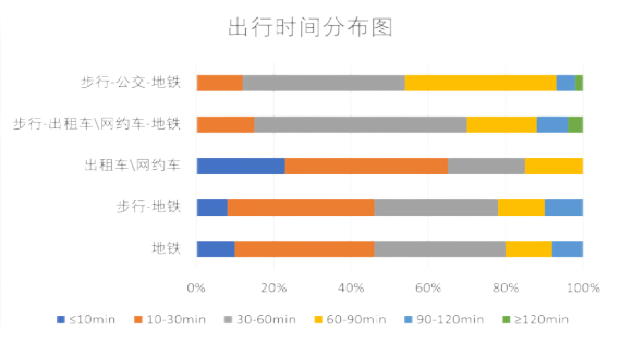 出行时间分布图
步行-公交-地铁
步行-出租车\网约车-地铁
出租车\网约车
步行-地铁
地铁
0% 20% 40% 60% 80% 100%
≤10min 10-30min 30-60min 60-90min 90-120min ≥120min